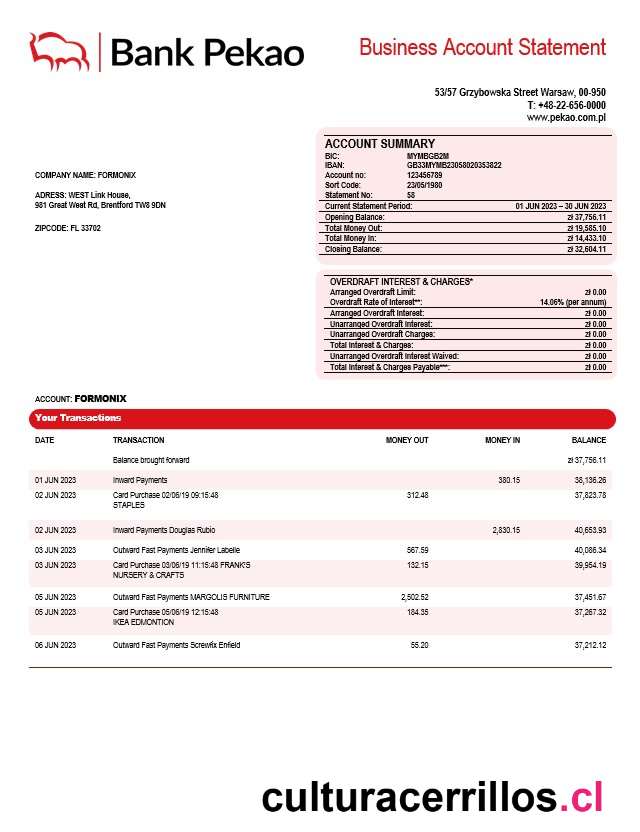 Bank Pekao
Business Account Statement
53/57 Grzybowska Street Warsaw, 00-950
T: +48-22-656-0000
www.pekao.com.pl
ACCOUNT SUMMARY
BIC: MYMBGB2M
IBAN: GB33MYMB23058020353822
Account no: 123456789
Sort Code: 23/05/1980
Statement No: 58
Current Statement Period: 01 JUN 2023 – 30 JUN 2023
Opening Balance: zł 37,756.11
Total Money Out: zł 19,585.10
Total Money In: zł 14,433.10
Closing Balance: zł 32,604.11
COMPANY NAME: FORMONIX
ADRESS: WEST Link House,
981 Great West Rd, Brentford TW8 9DN
ZIPCODE: FL 33702
OVERDRAFT INTEREST & CHARGES*
Arranged Overdraft Limit: zł 0.00
Overdraft Rate of Interest**: 14.06% (per annum)
Arranged Overdraft Interest: zł 0.00
Unarranged Overdraft Interest: zł 0.00
Unarranged Overdraft Charges: zł 0.00
Total Interest & Charges: zł 0.00
Unarranged Overdraft Interest Waived: zł 0.00
Total Interest & Charges Payable***: zł 0.00
ACCOUNT: FORMONIX
Your Transactions
DATE TRANSACTION MONEY OUT MONEY IN BALANCE
Balance brought forward zł 37,756.11
01 JUN 2023 Inward Payments 380.15 38,136.26
02 JUN 2023 Card Purchase 02/06/19 09:15:48 312.48 37,823.78
STAPLES
02 JUN 2023 Inward Payments Douglas Rubio 2,830.15 40,653.93
03 JUN 2023 Outward Fast Payments Jennifer Labelle 567.59 40,086.34
03 JUN 2023 Card Purchase 03/06/19 11:15:48 FRANK'S 132.15 39,954.19
NURSERY & CRAFTS
05 JUN 2023 Outward Fast Payments MARGOLIS FURNITURE 2,502.52 37,451.67
05 JUN 2023 Card Purchase 05/06/19 12:15:48 184.35 37,267.32
IKEA EDMONTION
06 JUN 2023 Outward Fast Payments Screwfix Enfield 55.20 37,212.12
culturacerrillos.cl